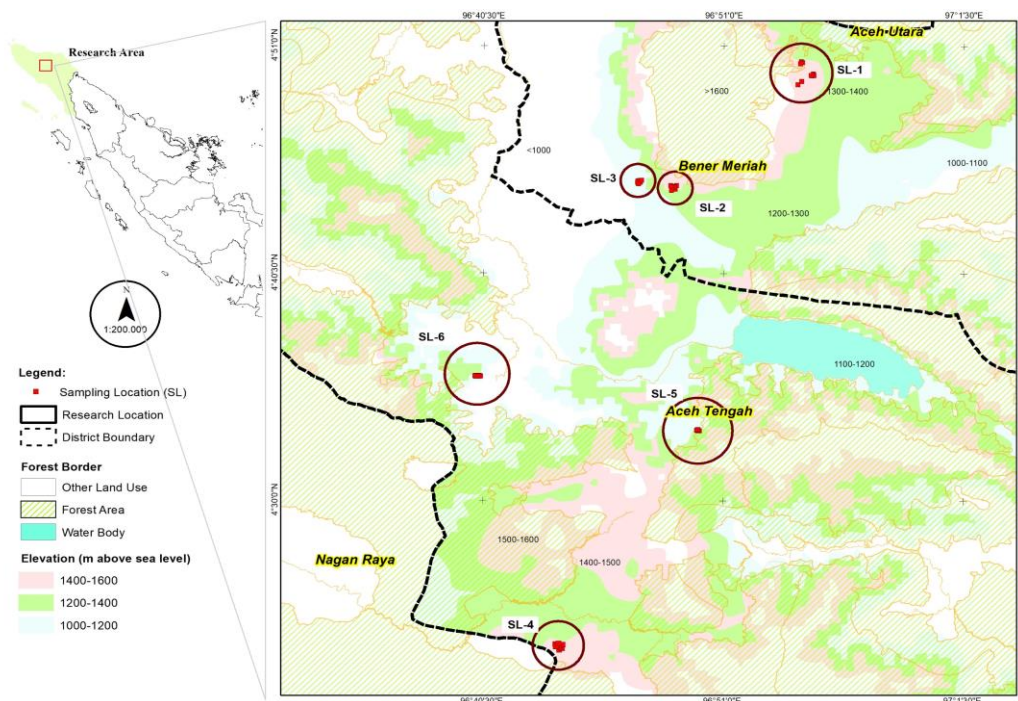 Research Area
N
1:200.000
Legend:
Sampling Location (SL)
Research Location
District Boundary
Forest Border
Other Land Use
Forest Area
Water Body
Elevation (m above sea level)
1400-1600
1200-1400
1000-1200
96°40'30"E
96°51'0"E
97°1'30"E
4°51'0"N
4°40'30"N
4°30'0"N
Aceh Utara
SL-1
>1600
1300-1400
<1000
Bener Meriah
1000-1100
SL-3
SL-2
1200-1300
SL-6
1100-1200
SL-5
Aceh Tengah
1500-1600
Nagan Raya
1400-1500
SL-4
96°40'30"E
96°51'0"E
97°1'30"E